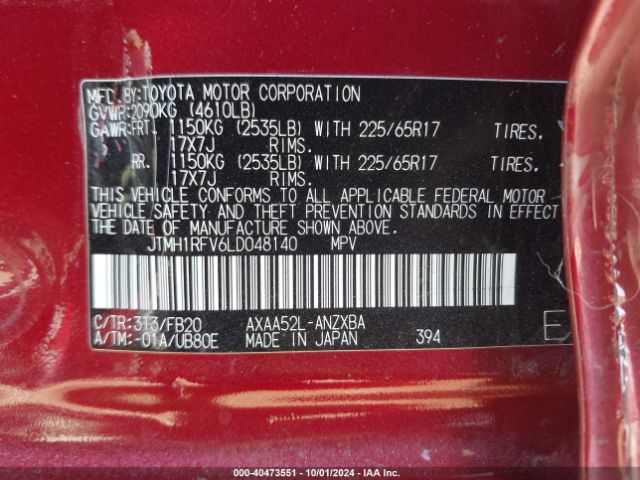 MFD.BY:TOYOTA MOTOR CORPORATION
GVWR:2090KG (4610LB)
GAWR:FRT. 1150KG (2535LB) WITH 225/65R17 TIRES.
17X7J RIMS.
RR. 1150KG (2535LB) WITH 225/65R17 TIRES.
17X7J RIMS.
THIS VEHICLE CONFORMS TO ALL APPLICABLE FEDERAL MOTOR
VEHICLE SAFETY AND THEFT PREVENTION STANDARDS IN EFFECT
THE DATE OF MANUFACTURE SHOWN ABOVE.
JTMH1RFV6LD048140 MPV
C/TR:3T3/FB20 AXAA52L-ANZXBA
A/TM:-01A/UB80E MADE IN JAPAN 394
E
000-40473551 - 10/01/2024 - IAA Inc.